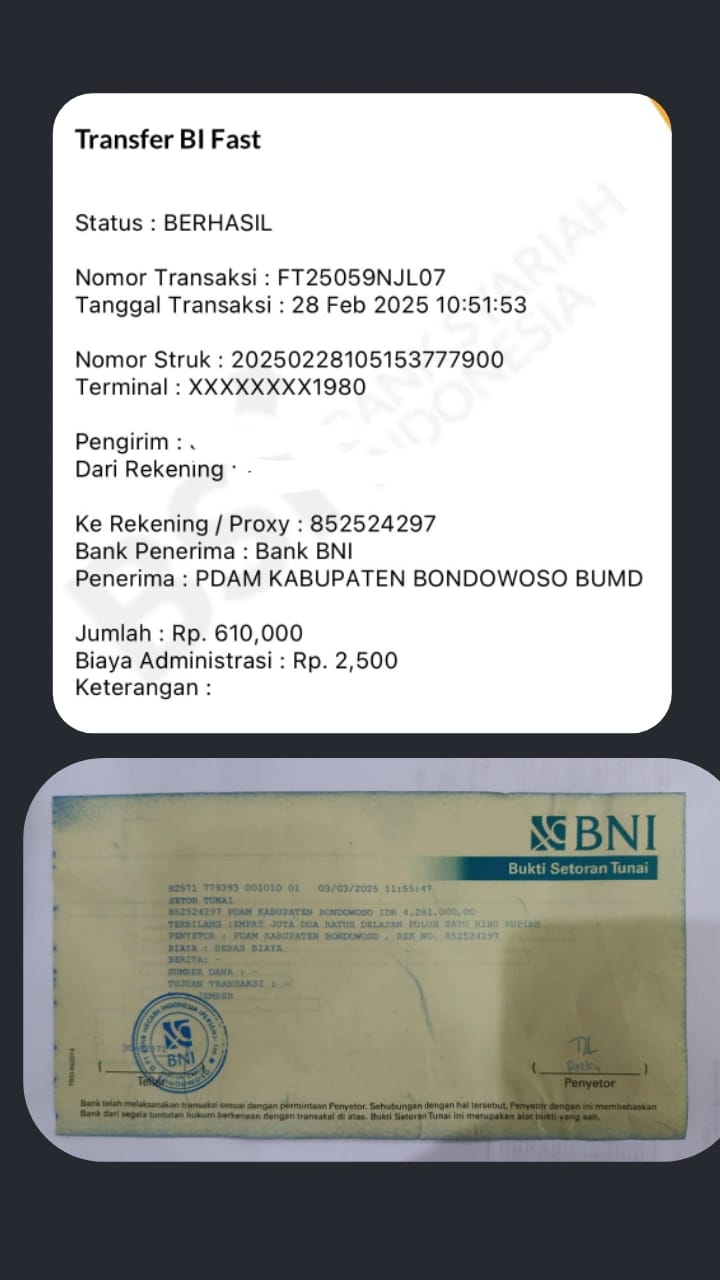 Transfer BI Fast
Status : BERHASIL
Nomor Transaksi : FT25059NJL07
Tanggal Transaksi : 28 Feb 2025 10:51:53
Nomor Struk : 20250228105153777900
Terminal : XXXXXXXX1980
Pengirim :
Dari Rekening
Ke Rekening / Proxy : 852524297
Bank Penerima : Bank BNI
Penerima : PDAM KABUPATEN BONDOWOSO BUMD
Jumlah : Rp. 610,000
Biaya Administrasi : Rp. 2,500
Keterangan :
BANK SYARIAH
INDONESIA
BSI
BNI
Bukti Setoran Tunai
82571 779393 001010 01 03/03/2025 11:55:47
SETOR TUNAI
852524297 PDAM KABUPATEN BONDOWOSO IDR 4.281.000,00
TERBILANG :EMPAT JUTA DUA RATUS DELAPAN PULUH SATU RIBU RUPIAH
PENYETOR : PDAM KABUPATEN BONDOWOSO , REK NO. 852524297
BIAYA : BEBAS BIAYA
BERITA: -
SUMBER DANA : -
TUJUAN TRANSAKSI : -
JEMBER
BNI
( Teller
( )
Penyetor
Bank telah melaksanakan transaksi sesuai dengan permintaan Penyetor. Sehubungan dengan hal tersebut, Penyetor dengan ini membebaskan
Bank dari segala tuntutan hukum berkenaan dengan transaksi di atas. Bukti Setoran Tunai ini merupakan alat bukti yang sah.